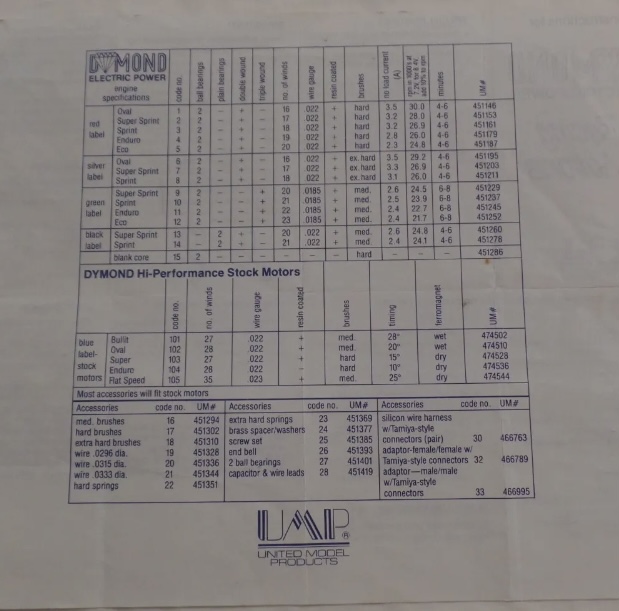 DYMOND
ELECTRIC POWER
engine
specifications
code no. ball bearings plain bearings double wound triple wound no. of winds wire gauge resin coated brushes no load current (A) minutes UM#
red label
Oval 1 2 – + – 16 .022 + hard 3.5 30.0 4-6 451146
Super Sprint 2 2 – + – 17 .022 + hard 3.2 28.0 4-6 451153
Sprint 3 2 – + – 18 .022 + hard 3.2 26.9 4-6 451161
Enduro 4 2 – + – 19 .022 + hard 2.8 26.0 4-6 451179
Eco 5 2 – + – 20 .022 + hard 2.3 24.8 4-6 451187
silver label
Oval 6 2 – + – 16 .022 + ex. hard 3.5 29.2 4-6 451195
Super Sprint 7 2 – + – 17 .022 + ex. hard 3.3 26.9 4-6 451203
Sprint 8 2 – + – 18 .022 + ex. hard 3.1 26.0 4-6 451211
green label
Super Sprint 9 2 – – + 20 .0185 + med. 2.6 24.5 6-8 451229
Sprint 10 2 – – + 21 .0185 + med. 2.5 23.9 6-8 451237
Enduro 11 2 – – + 22 .0185 + med. 2.4 22.7 6-8 451245
Eco 12 2 – – + 23 .0185 + med. 2.4 21.7 6-8 451252
black label
Super Sprint 13 – 2 + – 20 .022 + med. 2.6 24.8 4-6 451260
Sprint 14 – 2 + – 21 .022 + med. 2.4 24.1 4-6 451278
blank core 15 2 – – – – – – hard – – – 451286
DYMOND Hi-Performance Stock Motors
code no. no. of winds wire gauge resin coated brushes timing ferromagnet UM#
blue label- stock motors
Bullit 101 27 .022 + med. 28° wet 474502
Oval 102 28 .022 + med. 20° wet 474510
Super 103 27 .022 + hard 15° dry 474528
Enduro 104 28 .022 – hard 10° dry 474536
Flat Speed 105 35 .023 + med. 25° dry 474544
Most accessories will fit stock motors
Accessories code no. UM#
med. brushes 16 451294
hard brushes 17 451302
extra hard brushes 18 451310
wire .0296 dia. 19 451328
wire .0315 dia. 20 451336
wire .0333 dia. 21 451344
hard springs 22 451351
Accessories code no. UM#
extra hard springs 23 451369
brass spacer/washers 24 451377
screw set 25 451385
end bell 26 451393
2 ball bearings 27 451401
capacitor & wire leads 28 451419
Accessories code no. UM#
silicon wire harness
w/Tamiya-style
connectors (pair) 30 466763
adaptor-female/female w/
Tamiya-style connectors 32 466789
adaptor—male/male
w/Tamiya-style
connectors 33 466995
UMP®
UNITED MODEL
PRODUCTS